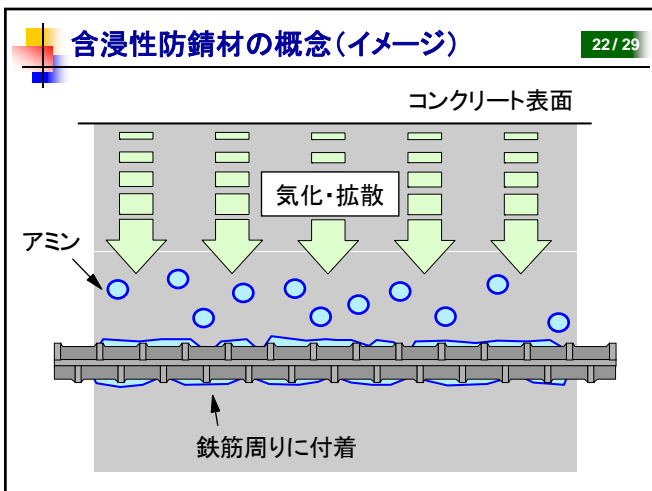 含浸性防錆材の概念(イメージ)
22 / 29
コンクリート表面
気化・拡散
アミン
鉄筋周りに付着